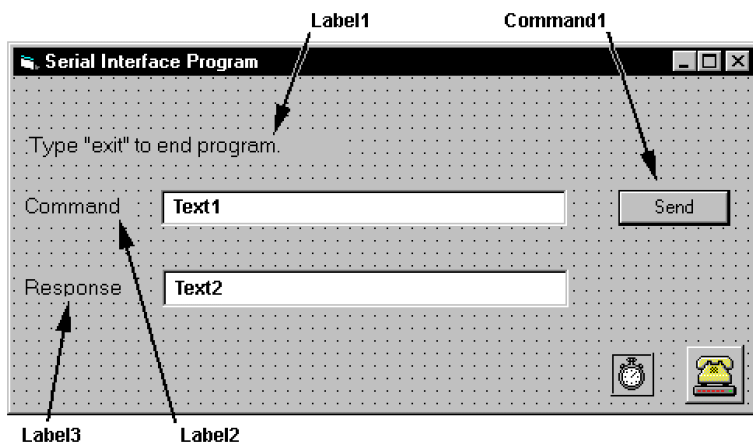 Label1 Command1
Serial Interface Program
Type "exit" to end program.
Command Text1 Send
Response Text2
Label3 Label2